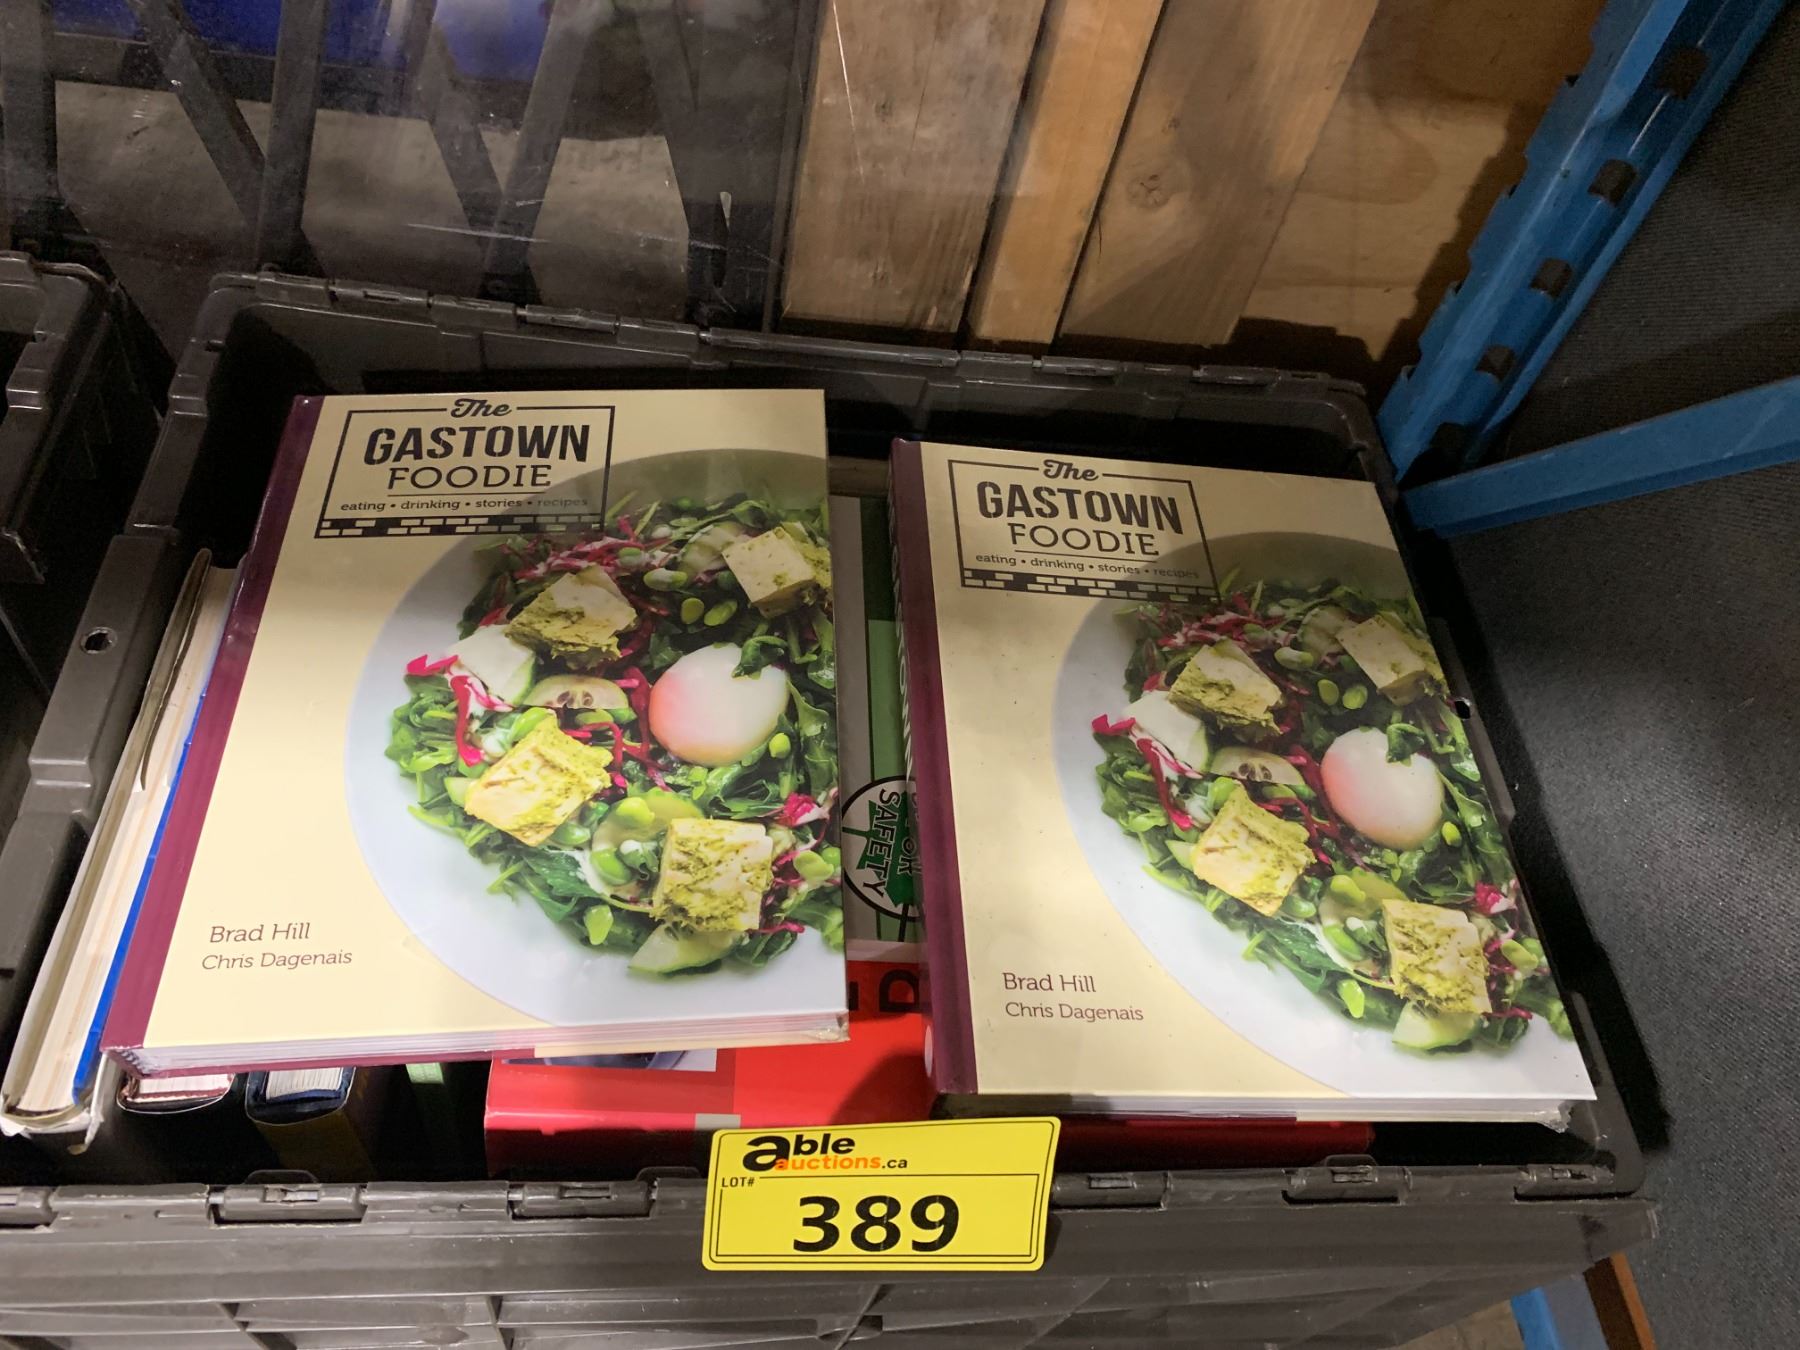 The
GASTOWN
FOODIE
eating • drinking • stories • recipes
Brad Hill
Chris Dagenais
The
GASTOWN
FOODIE
eating • drinking • stories • recipes
Brad Hill
Chris Dagenais
SAFETY
able
auctions.ca
LOT#
389